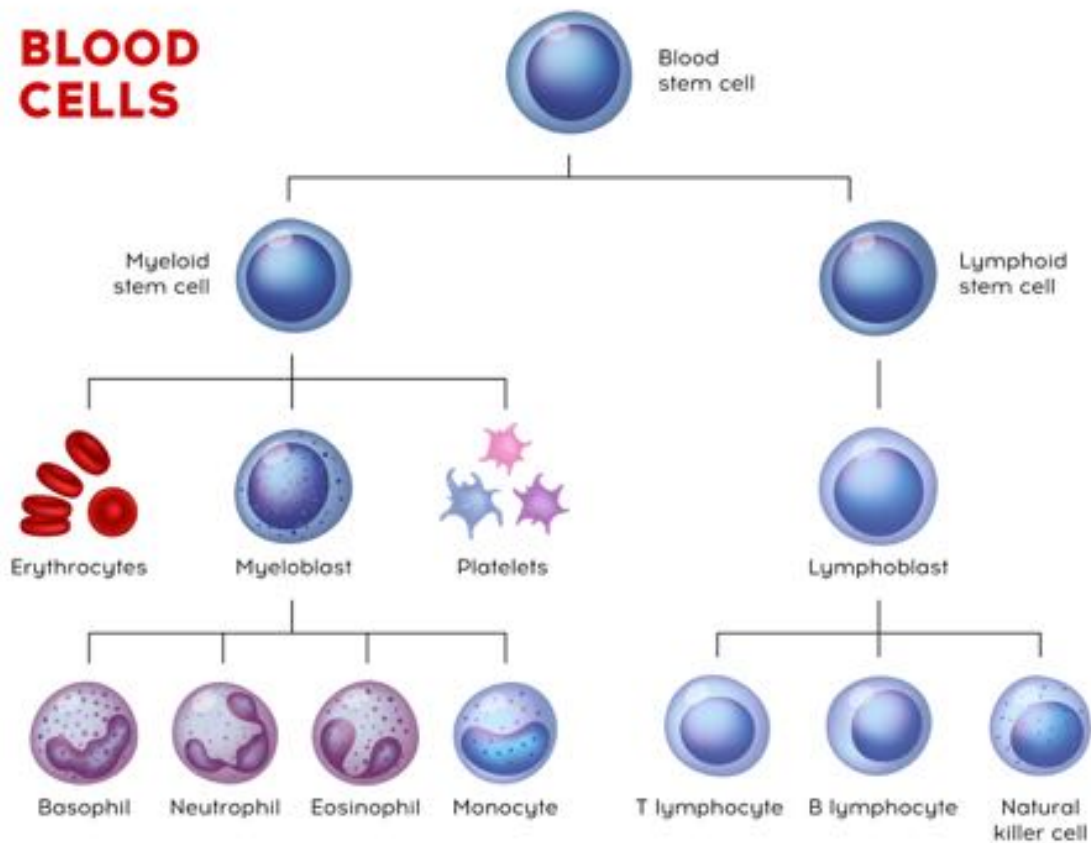 BLOOD
CELLS
Blood
stem cell
Myeloid
stem cell
Lymphoid
stem cell
Erythrocytes
Myeloblast
Platelets
Lymphoblast
Basophil
Neutrophil
Eosinophil
Monocyte
T lymphocyte
B lymphocyte
Natural
killer cell